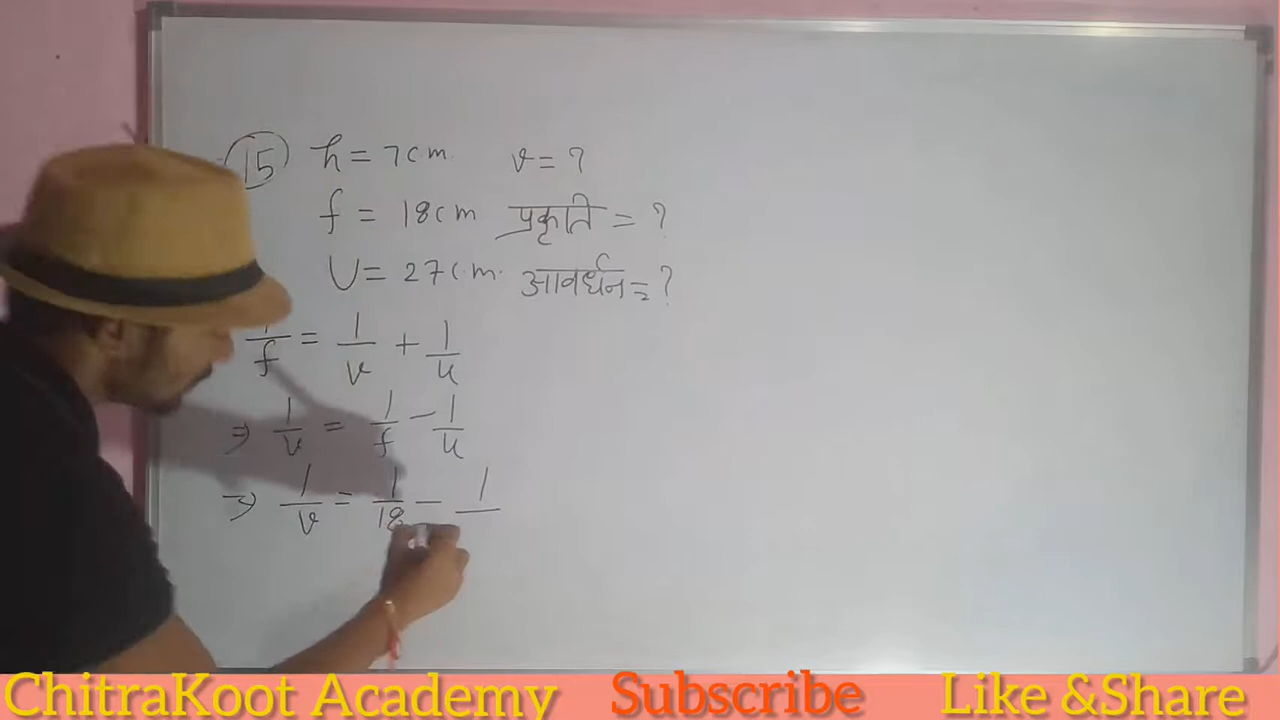 15 h = 7cm. v = ?
f = 18cm प्रकृति = ?
U = 27cm. आवर्धन = ?
1/f = 1/v + 1/u
⇒ 1/v = 1/f - 1/u
⇒ 1/v = 1/18 - 1/
ChitraKoot Academy Subscribe Like &Share